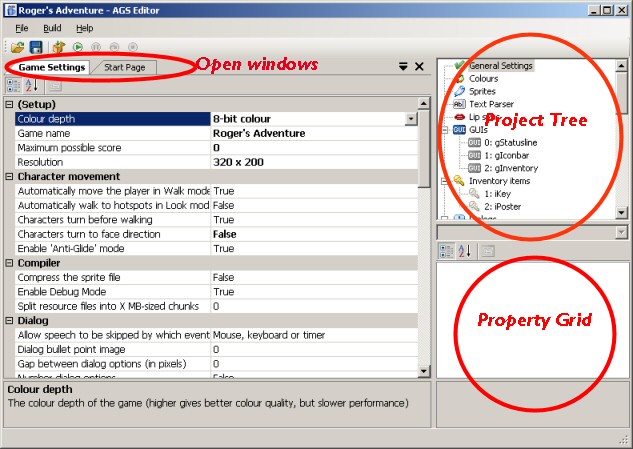 Roger's Adventure - AGS Editor
File Build Help
Game Settings Start Page
Open windows
(Setup)
Colour depth 8-bit colour
Game name Roger's Adventure
Maximum possible score 0
Resolution 320 x 200
Character movement
Automatically move the player in Walk mode True
Automatically walk to hotspots in Look mod False
Characters turn before walking True
Characters turn to face direction False
Enable 'Anti-Glide' mode True
Compiler
Compress the sprite file False
Enable Debug Mode True
Split resource files into X MB-sized chunks 0
Dialog
Allow speech to be skipped by which event Mouse, keyboard or timer
Dialog bullet point image 0
Gap between dialog options (in pixels) 0
Number dialog options False
Colour depth
The colour depth of the game (higher gives better colour quality, but slower performance)
General Settings
Colours
Sprites
Text Parser
Lip sync
Project Tree
GUIs
GUI 0: gStatusline
GUI 1: gIconbar
GUI 2: gInventory
Inventory items
1: iKey
2: iPoster
Dialogs
Property Grid